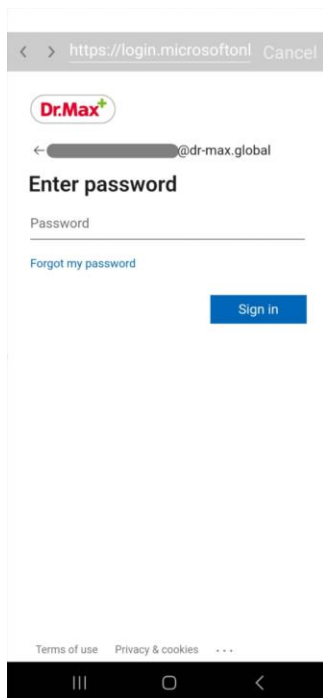 https://login.microsoftonl Cancel
Dr.Max+
@dr-max.global
Enter password
Password
Forgot my password
Sign in
Terms of use Privacy & cookies ...